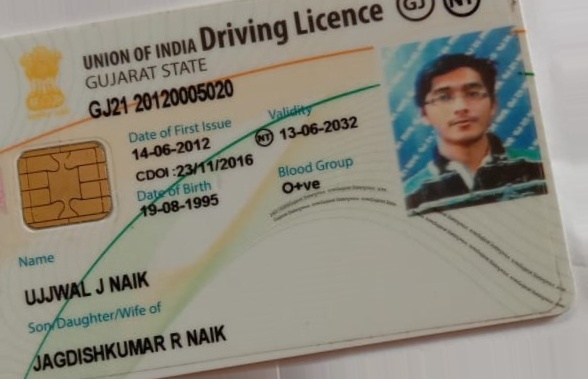 UNION OF INDIA Driving Licence GJ NT
GUJARAT STATE
GJ21 20120005020
Date of First Issue
14-06-2012
Validity
NT 13-06-2032
CDOI :23/11/2016
Date of Birth
19-08-1995
Blood Group
O+ve
Name
UJJWAL J NAIK
Son/Daughter/Wife of
JAGDISHKUMAR R NAIK